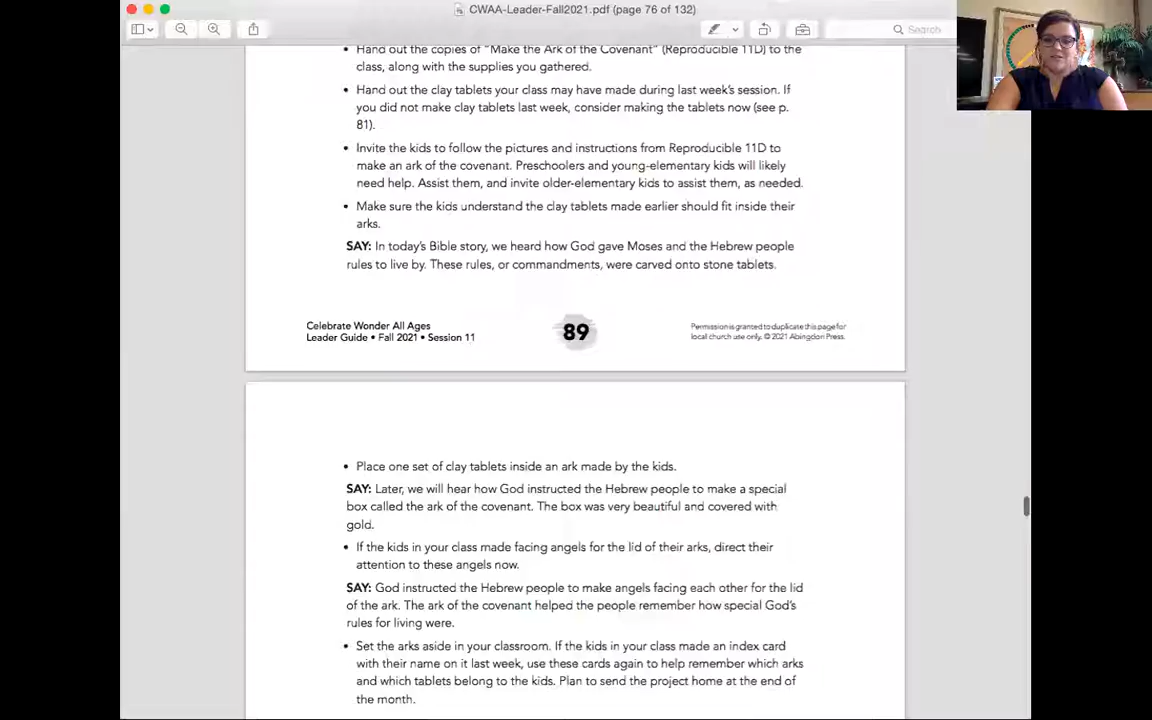 CWAA-Leader-Fall2021.pdf (page 76 of 132)
Search
• Hand out the copies of “Make the Ark of the Covenant” (Reproducible 11D) to the
class, along with the supplies you gathered.
• Hand out the clay tablets your class may have made during last week’s session. If
you did not make clay tablets last week, consider making the tablets now (see p.
81).
• Invite the kids to follow the pictures and instructions from Reproducible 11D to
make an ark of the covenant. Preschoolers and young-elementary kids will likely
need help. Assist them, and invite older-elementary kids to assist them, as needed.
• Make sure the kids understand the clay tablets made earlier should fit inside their
arks.
SAY: In today’s Bible story, we heard how God gave Moses and the Hebrew people
rules to live by. These rules, or commandments, were carved onto stone tablets.
Celebrate Wonder All Ages
Leader Guide • Fall 2021 • Session 11
89
Permission is granted to duplicate this page for
local church use only. © 2021 Abingdon Press.
• Place one set of clay tablets inside an ark made by the kids.
SAY: Later, we will hear how God instructed the Hebrew people to make a special
box called the ark of the covenant. The box was very beautiful and covered with
gold.
• If the kids in your class made facing angels for the lid of their arks, direct their
attention to these angels now.
SAY: God instructed the Hebrew people to make angels facing each other for the lid
of the ark. The ark of the covenant helped the people remember how special God’s
rules for living were.
• Set the arks aside in your classroom. If the kids in your class made an index card
with their name on it last week, use these cards again to help remember which arks
and which tablets belong to the kids. Plan to send the project home at the end of
the month.